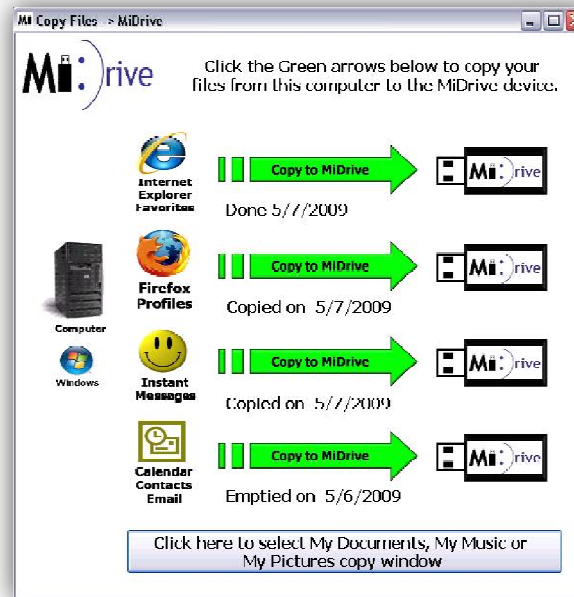 Mi Copy Files -> MiDrive
Mi:)rive
Click the Green arrows below to copy your
files from this computer to the MiDrive device.
Internet
Explorer
Favorites
Copy to MiDrive
Mi:)rive
Done 5/7/2009
Firefox
Profiles
Copy to MiDrive
Mi:)rive
Copied on 5/7/2009
Computer
Windows
Instant
Messages
Copy to MiDrive
Mi:)rive
Copied on 5/7/2009
Calendar
Contacts
Email
Copy to MiDrive
Mi:)rive
Emptied on 5/6/2009
Click here to select My Documents, My Music or
My Pictures copy window